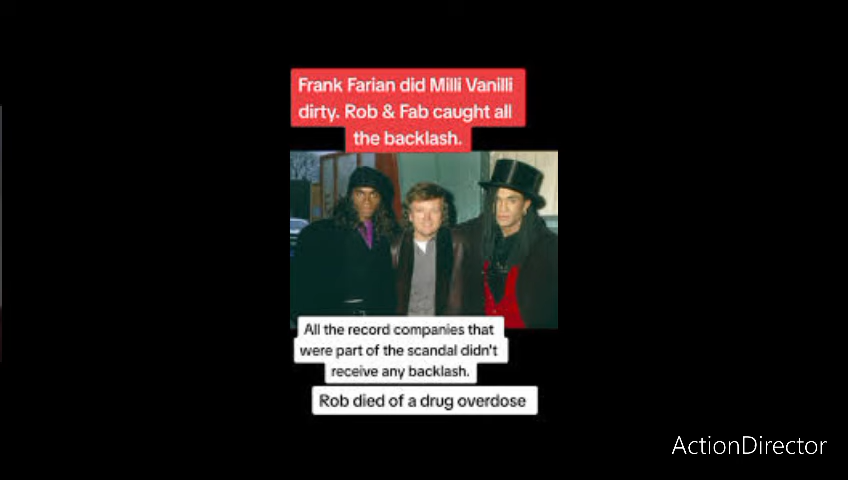 Frank Farian did Milli Vanilli
dirty. Rob & Fab caught all
the backlash.
All the record companies that
were part of the scandal didn't
receive any backlash.
Rob died of a drug overdose
ActionDirector